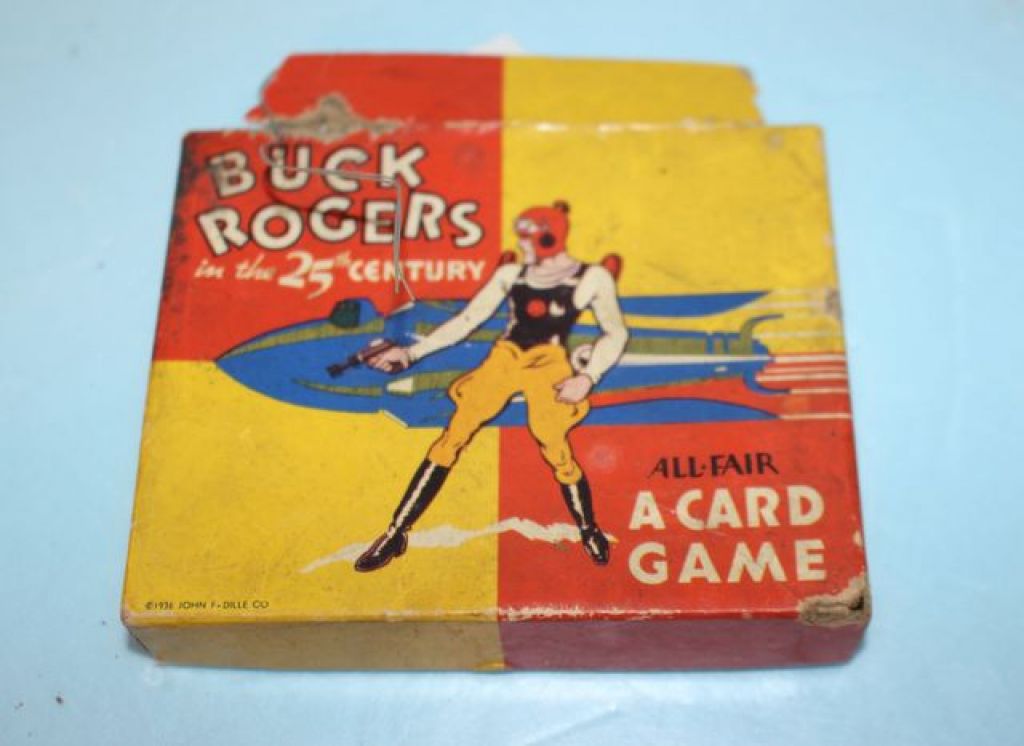 BUCK
ROGERS
in the 25th CENTURY
ALL-FAIR
A CARD
GAME
©1936 JOHN F. DILLE CO